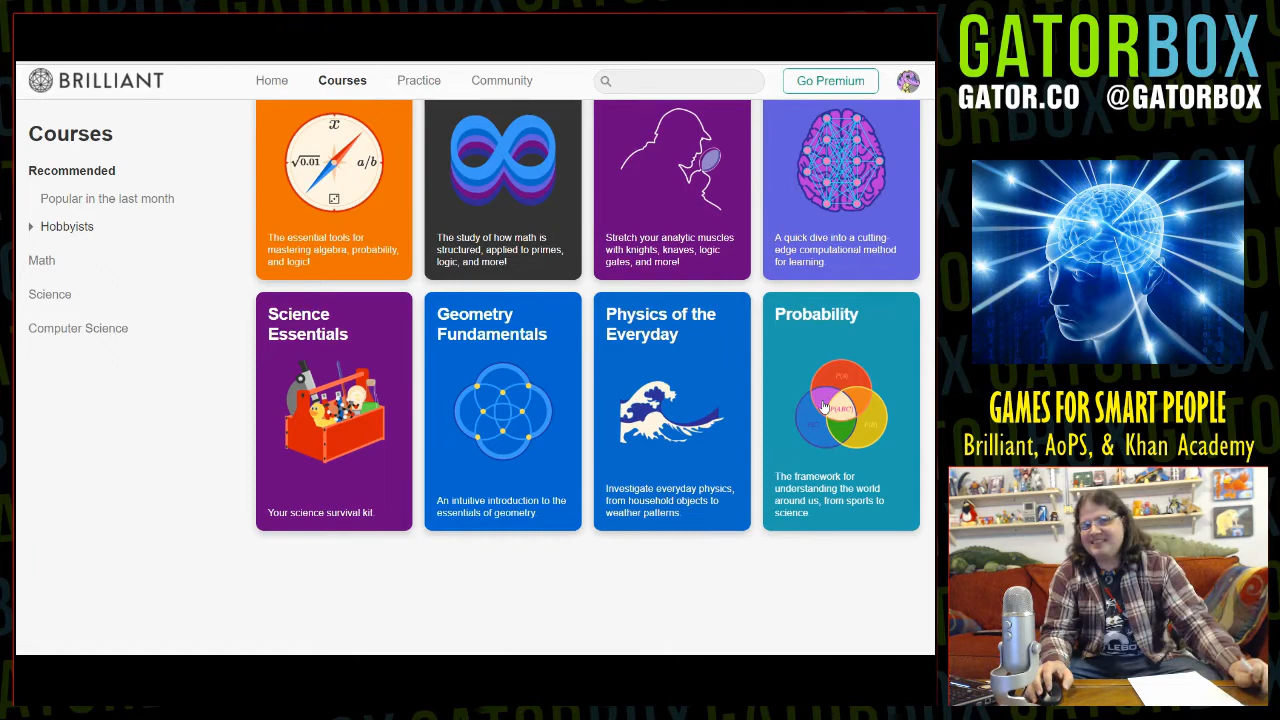 BRILLIANT
Home
Courses
Practice
Community
Go Premium
Courses
Recommended
Popular in the last month
Hobbyists
Math
Science
Computer Science
x
√0.01
a/b
The essential tools for
mastering algebra, probability,
and logic!
The study of how math is
structured, applied to primes,
logic, and more!
Stretch your analytic muscles
with knights, knaves, logic
gates, and more!
A quick dive into a cutting-
edge computational method
for learning.
Science
Essentials
Your science survival kit.
Geometry
Fundamentals
An intuitive introduction to the
essentials of geometry.
Physics of the
Everyday
Investigate everyday physics,
from household objects to
weather patterns.
Probability
P(A)
The framework for
understanding the world
around us, from sports to
science.
GATORBOX
GATOR.CO @GATORBOX
GAMES FOR SMART PEOPLE
Brilliant, AoPS, & Khan Academy